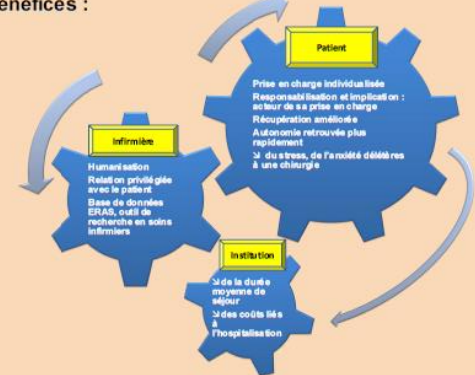 énéfices :
Patient
Prise en charge individualisée
Responsabilisation et implication :
acteur de sa prise en charge
Récupération améliorée
Autonomie retrouvée plus
rapidement
↘ du stress, de l'anxiété délétères
à une chirurgie
Infirmière
Humanisation
Relation privilégiée
avec le patient
Base de données
ERAS, outil de
recherche en soins
infirmiers
Institution
↘ de la durée
moyenne de
séjour
↘ des coûts liés
à
l'hospitalisation